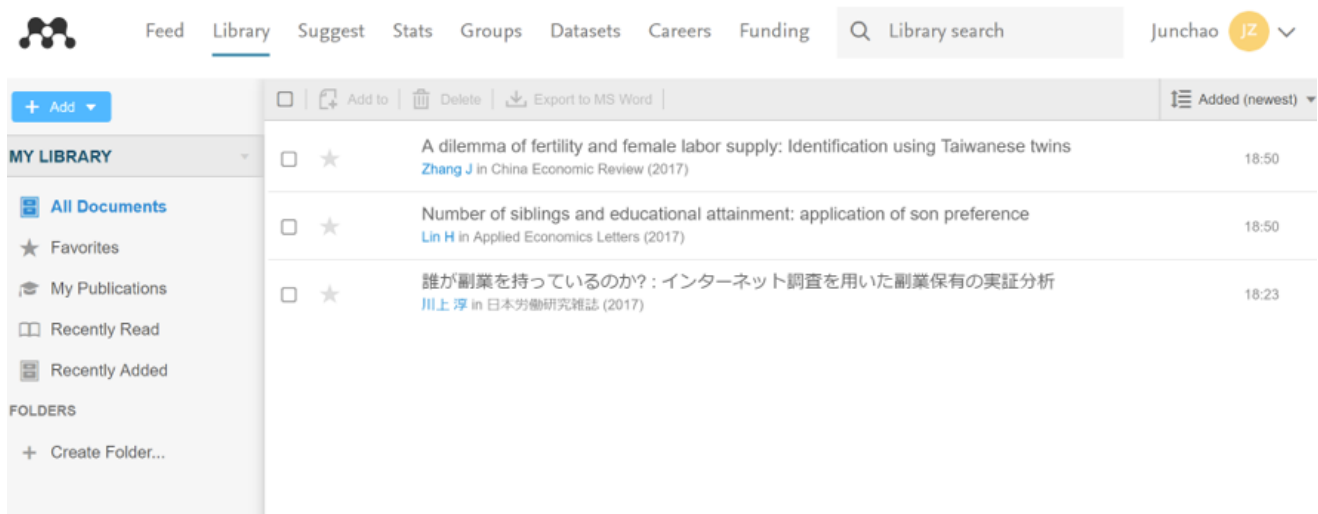 Feed Library Suggest Stats Groups Datasets Careers Funding Library search Junchao JZ
+ Add
Add to Delete Export to MS Word Added (newest)
MY LIBRARY
All Documents
Favorites
My Publications
Recently Read
Recently Added
FOLDERS
+ Create Folder...
A dilemma of fertility and female labor supply: Identification using Taiwanese twins
Zhang J in China Economic Review (2017)
18:50
Number of siblings and educational attainment: application of son preference
Lin H in Applied Economics Letters (2017)
18:50
誰が副業を持っているのか? : インターネット調査を用いた副業保有の実証分析
川上 淳 in 日本労働研究雑誌 (2017)
18:23